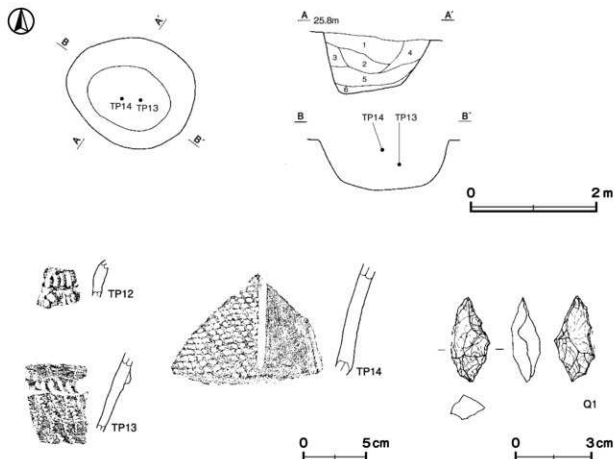 A 25.8m A′
1
2
3
4
5
6
A′
B
TP14 TP13
A
B′
B TP14 TP13 B′
0 2 m
TP12
TP13
TP14
Q1
0 5 cm
0 3 cm